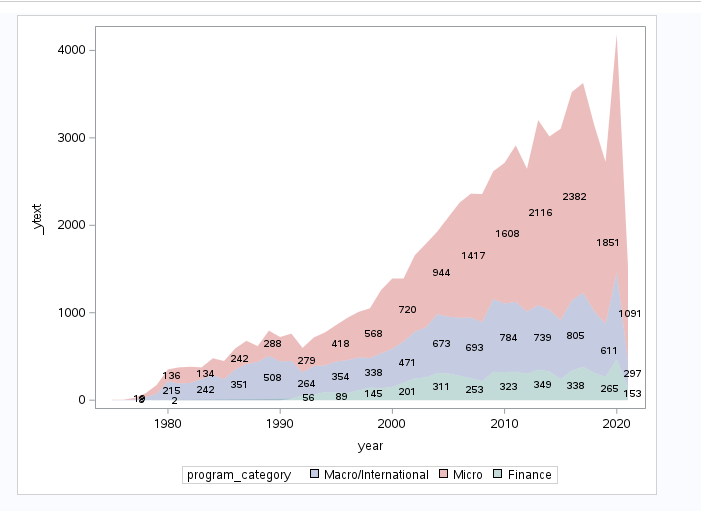 4000
3000
2382
2116
2000
_ytext
1851
1608
1417
944
1091
1000
720
568
288 418
673 693 784 739 805
242 279
611
136 134
508 264 354 338 471
297
215 242 351
311 253 323 349 338 265
153
2 56 89 145 201
0
1980 1990 2000 2010 2020
year
program_category Macro/International Micro Finance